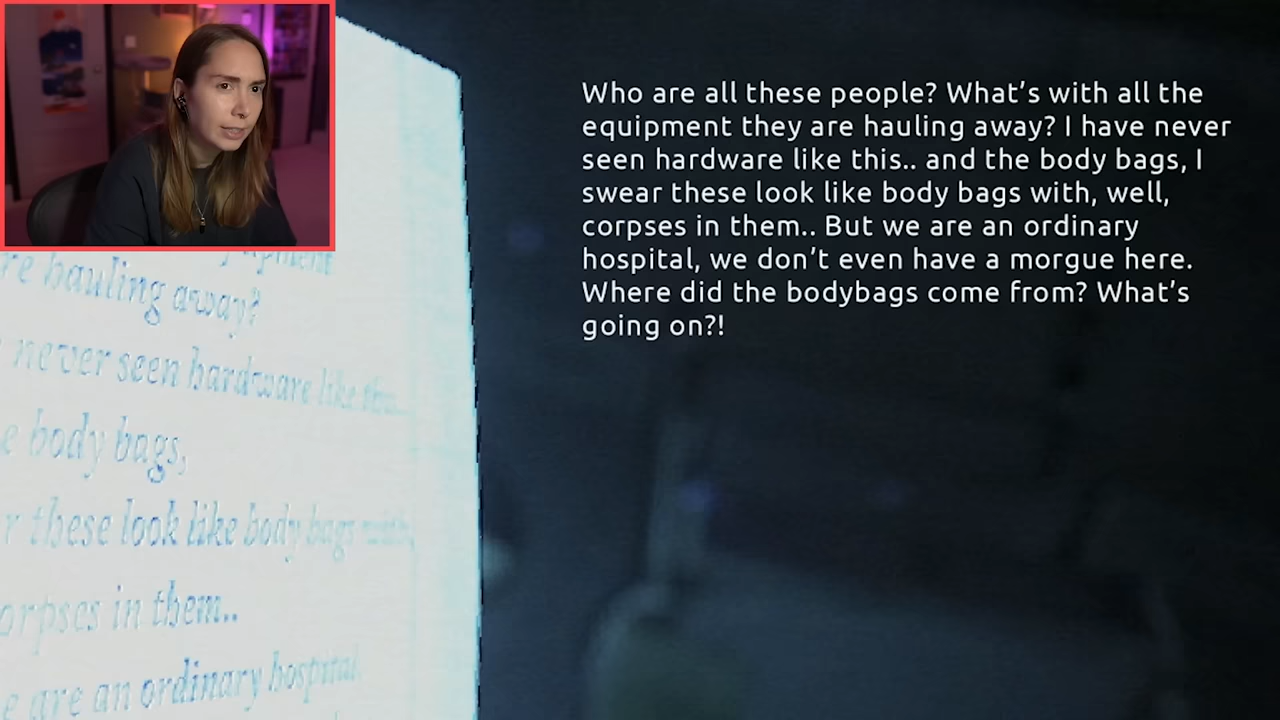 Who are all these people? What's with all the
equipment they are hauling away? I have never
seen hardware like this.. and the body bags, I
swear these look like body bags with, well,
corpses in them.. But we are an ordinary
hospital, we don't even have a morgue here.
Where did the bodybags come from? What's
going on?!
re hauling away?
never seen hardware like this..
e body bags,
r these look like body bags with,
orpses in them..
e are an ordinary hospital,